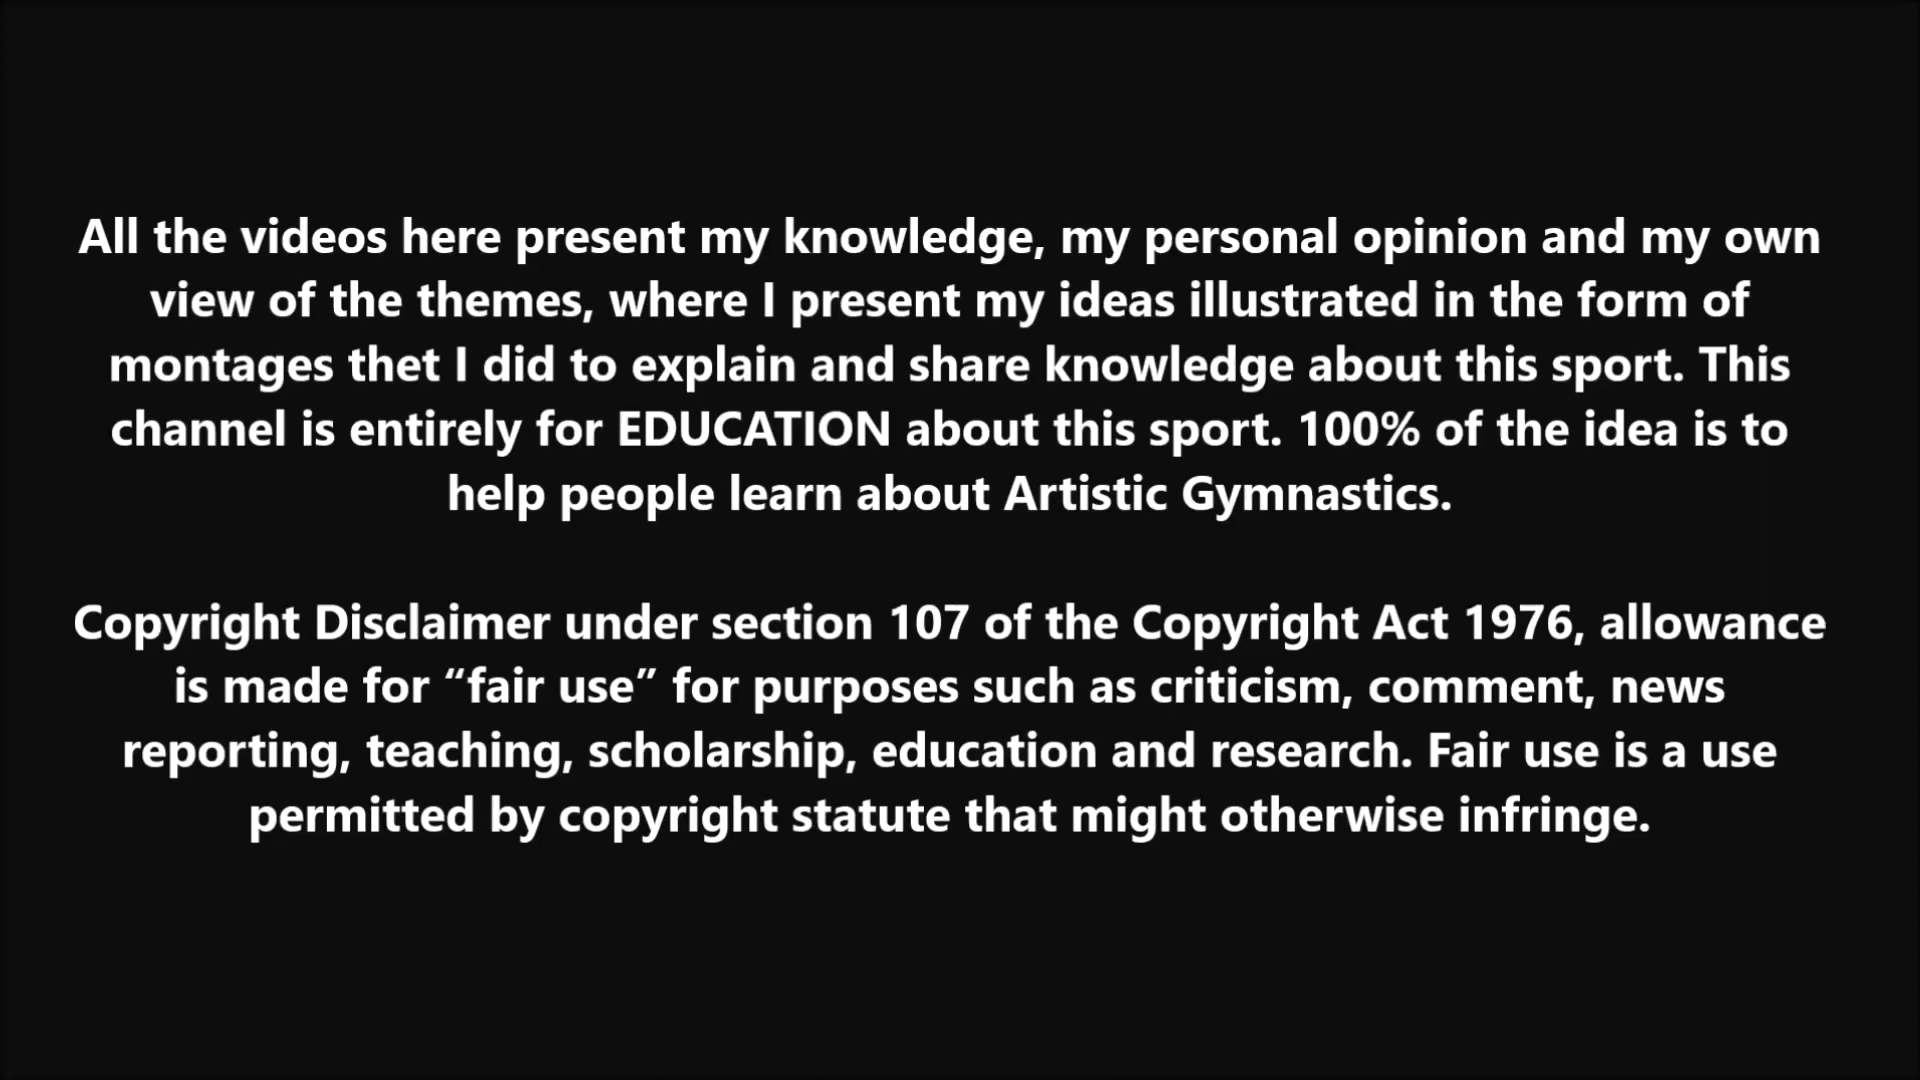 All the videos here present my knowledge, my personal opinion and my own
view of the themes, where I present my ideas illustrated in the form of
montages thet I did to explain and share knowledge about this sport. This
channel is entirely for EDUCATION about this sport. 100% of the idea is to
help people learn about Artistic Gymnastics.
Copyright Disclaimer under section 107 of the Copyright Act 1976, allowance
is made for “fair use” for purposes such as criticism, comment, news
reporting, teaching, scholarship, education and research. Fair use is a use
permitted by copyright statute that might otherwise infringe.